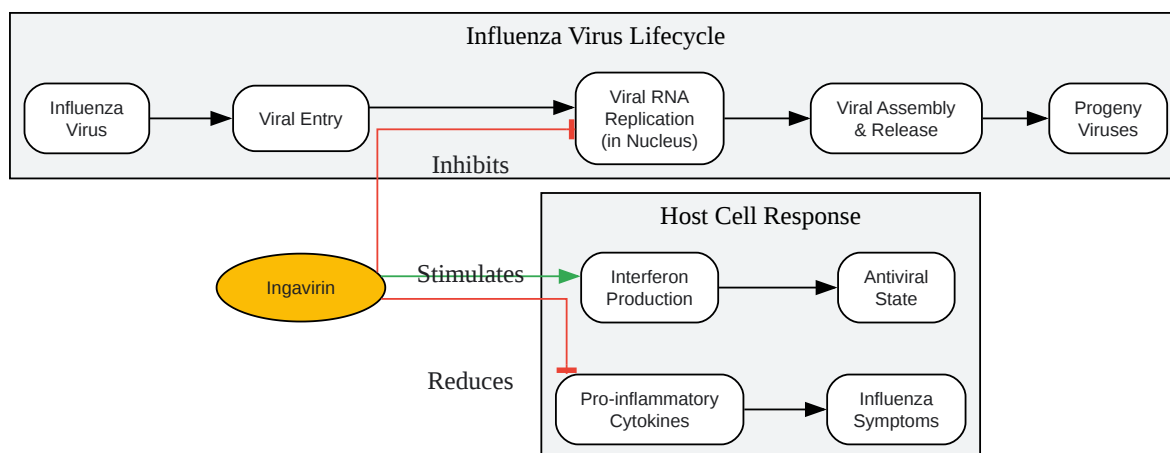 Influenza Virus Lifecycle
Influenza
Virus
Viral Entry
Viral RNA
Replication
(in Nucleus)
Viral Assembly
& Release
Progeny
Viruses
Inhibits
Host Cell Response
Ingavirin
Stimulates
Interferon
Production
Antiviral
State
Reduces
Pro-inflammatory
Cytokines
Influenza
Symptoms